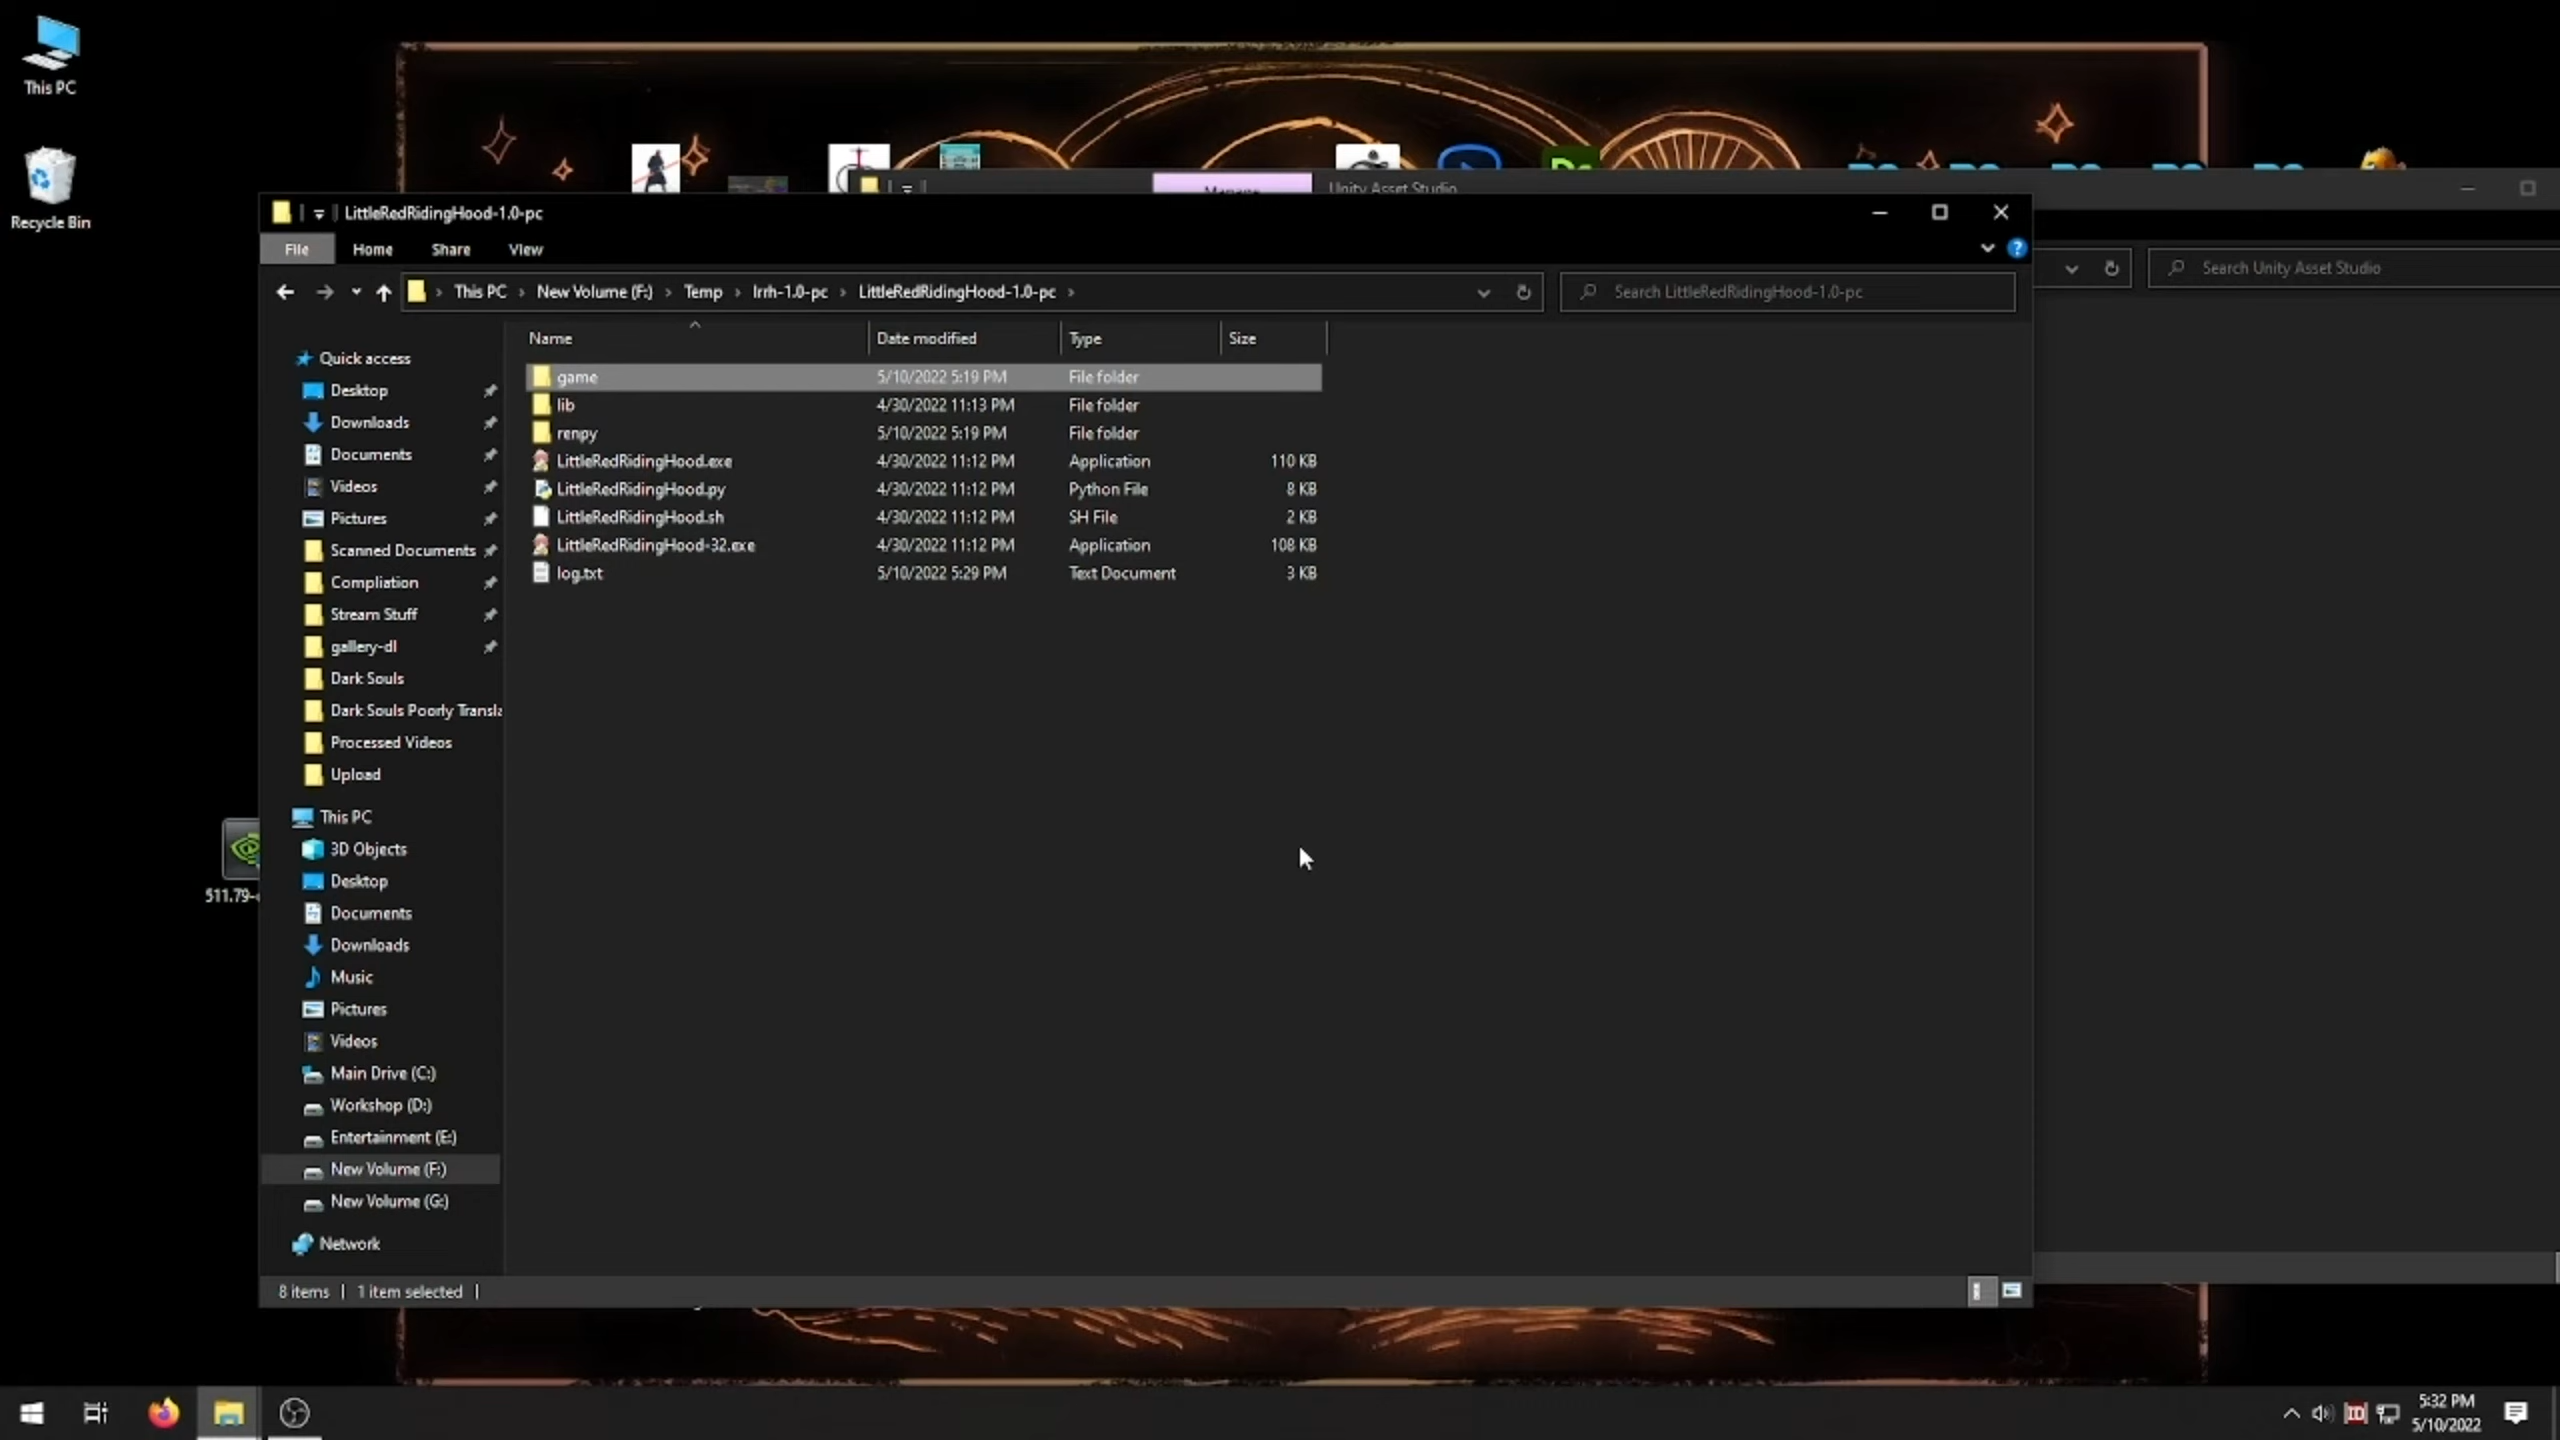 This PC
Recycle Bin
511.79-
Manage
Unity Asset Studio
Search Unity Asset Studio
LittleRedRidingHood-1.0-pc
File
Home
Share
View
This PC
New Volume (F:)
Temp
lrrh-1.0-pc
LittleRedRidingHood-1.0-pc
Search LittleRedRidingHood-1.0-pc
Name
Date modified
Type
Size
game 5/10/2022 5:19 PM File folder
lib 4/30/2022 11:13 PM File folder
renpy 5/10/2022 5:19 PM File folder
LittleRedRidingHood.exe 4/30/2022 11:12 PM Application 110 KB
LittleRedRidingHood.py 4/30/2022 11:12 PM Python File 8 KB
LittleRedRidingHood.sh 4/30/2022 11:12 PM SH File 2 KB
LittleRedRidingHood-32.exe 4/30/2022 11:12 PM Application 108 KB
log.txt 5/10/2022 5:29 PM Text Document 3 KB
Quick access
Desktop
Downloads
Documents
Videos
Pictures
Scanned Documents
Compliation
Stream Stuff
gallery-dl
Dark Souls
Dark Souls Poorly Transla
Processed Videos
Upload
This PC
3D Objects
Desktop
Documents
Downloads
Music
Pictures
Videos
Main Drive (C:)
Workshop (D:)
Entertainment (E:)
New Volume (F:)
New Volume (G:)
Network
8 items
1 item selected
5:32 PM
5/10/2022